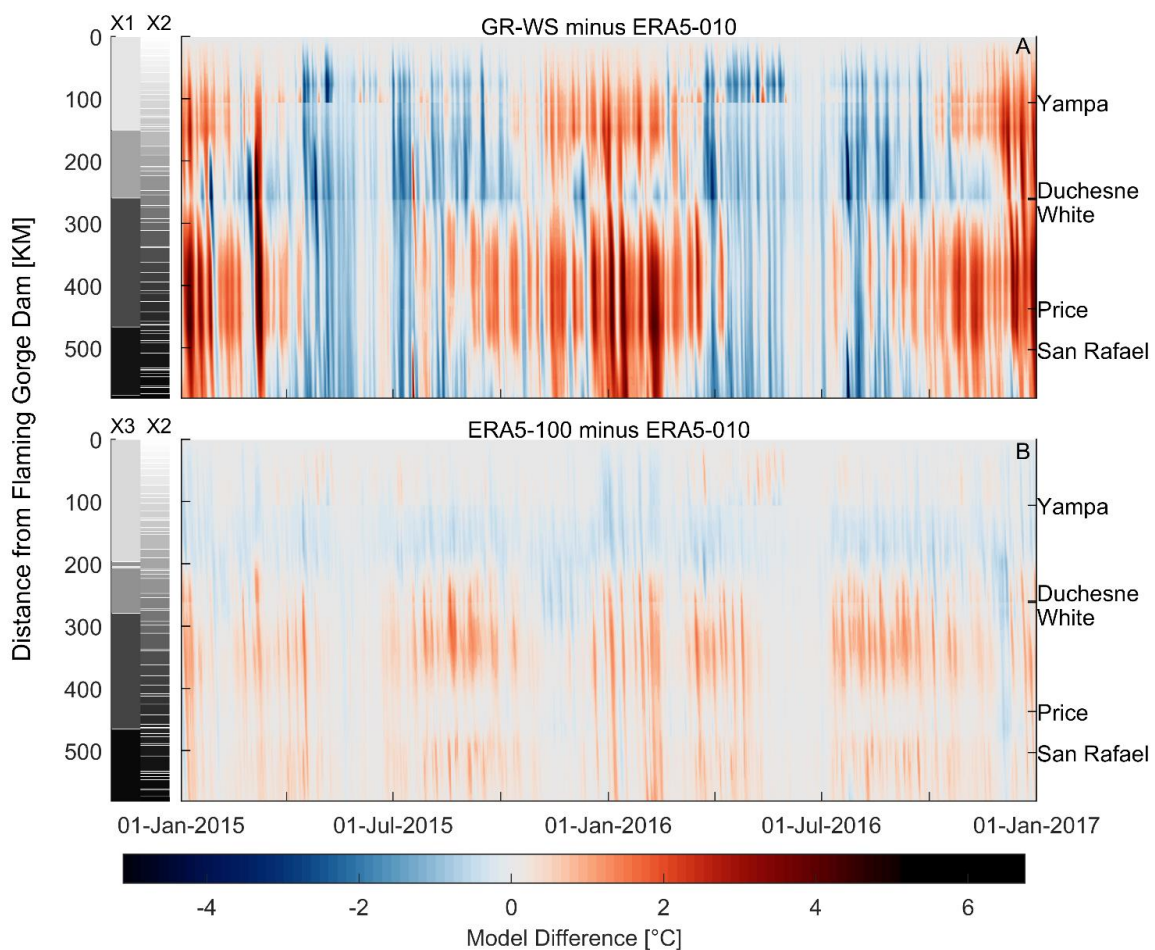 X1 X2 GR-WS minus ERA5-010
A
0
100 Yampa
200
Duchesne
300 White
400
Price
500 San Rafael
Distance from Flaming Gorge Dam [KM]
X3 X2 ERA5-100 minus ERA5-010
B
0
100 Yampa
200
Duchesne
300 White
400
Price
500 San Rafael
01-Jan-2015 01-Jul-2015 01-Jan-2016 01-Jul-2016 01-Jan-2017
-4 -2 0 2 4 6
Model Difference [°C]